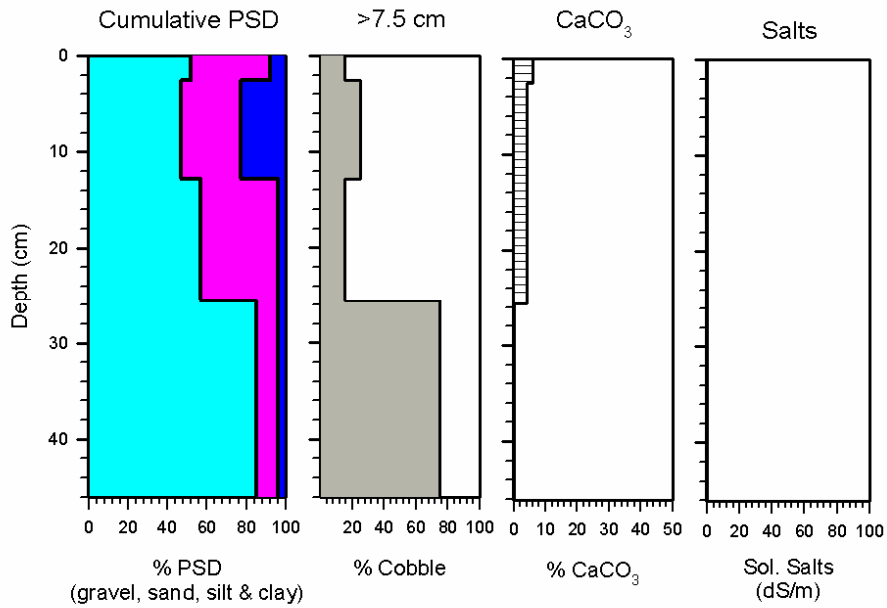 Cumulative PSD
>7.5 cm
CaCO₃
Salts
Depth (cm)
0
10
20
30
40
0 20 40 60 80 100
0 20 40 60 80 100
0 10 20 30 40 50
0 20 40 60 80 100
% PSD
(gravel, sand, silt & clay)
% Cobble
% CaCO₃
Sol. Salts
(dS/m)